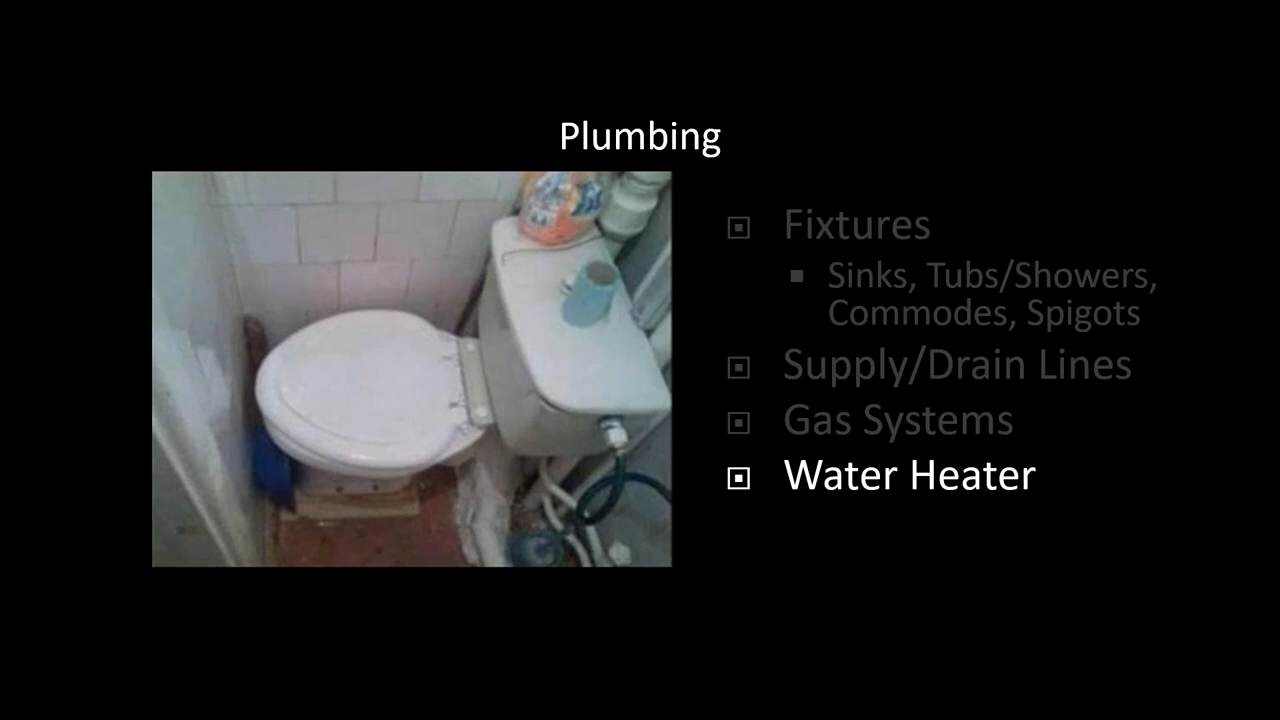 Plumbing
Fixtures
Sinks, Tubs/Showers,
Commodes, Spigots
Supply/Drain Lines
Gas Systems
Water Heater